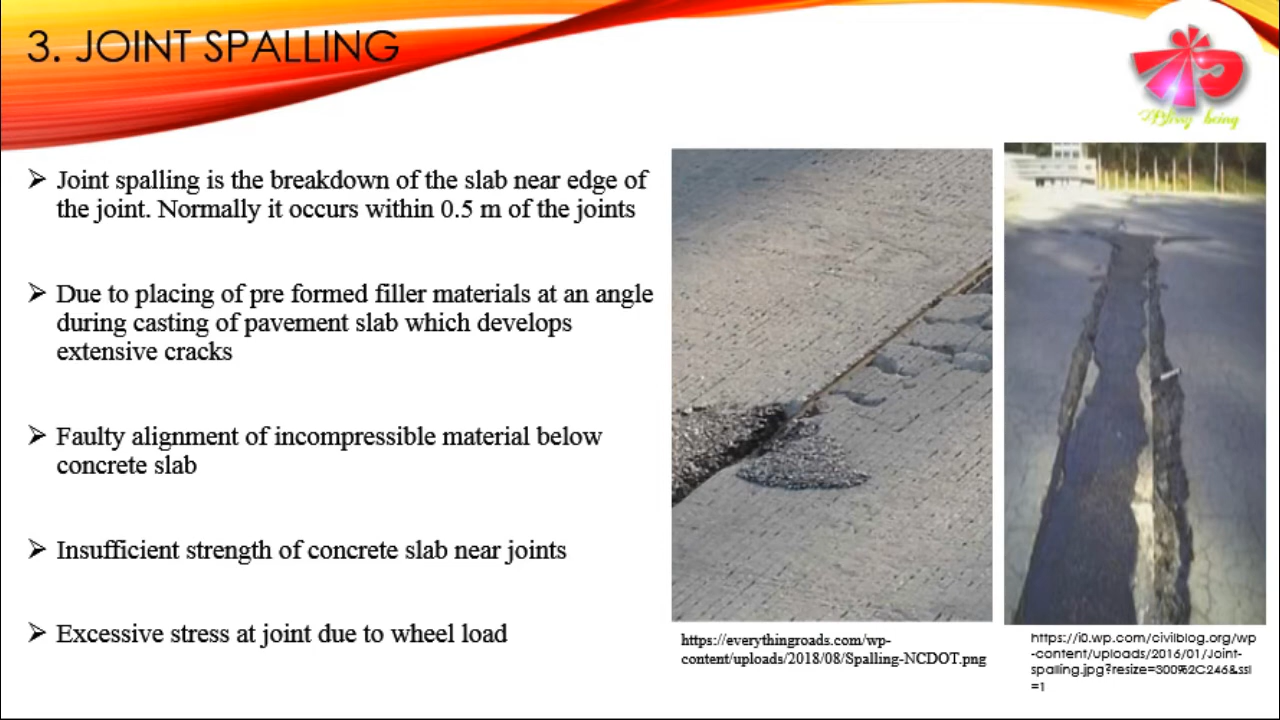 3. JOINT SPALLING
being
➢ Joint spalling is the breakdown of the slab near edge of
the joint. Normally it occurs within 0.5 m of the joints
➢ Due to placing of pre formed filler materials at an angle
during casting of pavement slab which develops
extensive cracks
➢ Faulty alignment of incompressible material below
concrete slab
➢ Insufficient strength of concrete slab near joints
➢ Excessive stress at joint due to wheel load
https://everythingroads.com/wp-
content/uploads/2018/08/Spalling-NCDOT.png
https://i0.wp.com/civilblog.org/wp
-content/uploads/2016/01/Joint-
spalling.jpg?resize=300%2C246&ssl
=1